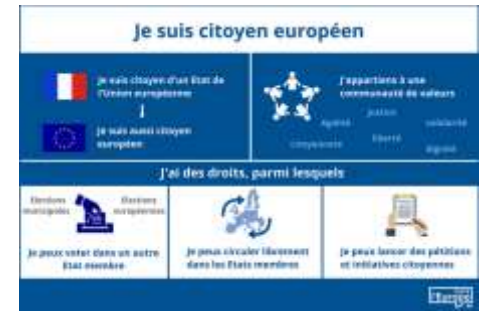 Je suis citoyen européen
Je suis citoyen d'un Etat de
l'Union européenne
Je suis aussi citoyen
européen
J'appartiens à une
communauté de valeurs
justice
égalité
solidarité
liberté
citoyenneté
dignité
J'ai des droits, parmi lesquels
Elections
municipales
Elections
européennes
Je peux voter dans un autre
Etat membre
Je peux circuler librement
dans les Etats membres
Je peux lancer des pétitions
et initiatives citoyennes
l'Europe